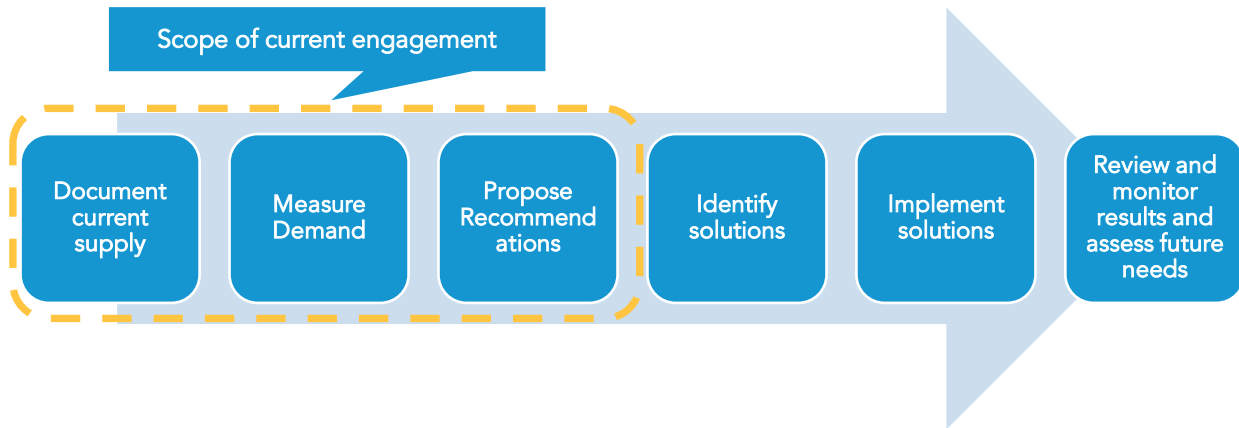 Scope of current engagement
Document
current
supply
Measure
Demand
Propose
Recommend
ations
Identify
solutions
Implement
solutions
Review and
monitor
results and
assess future
needs